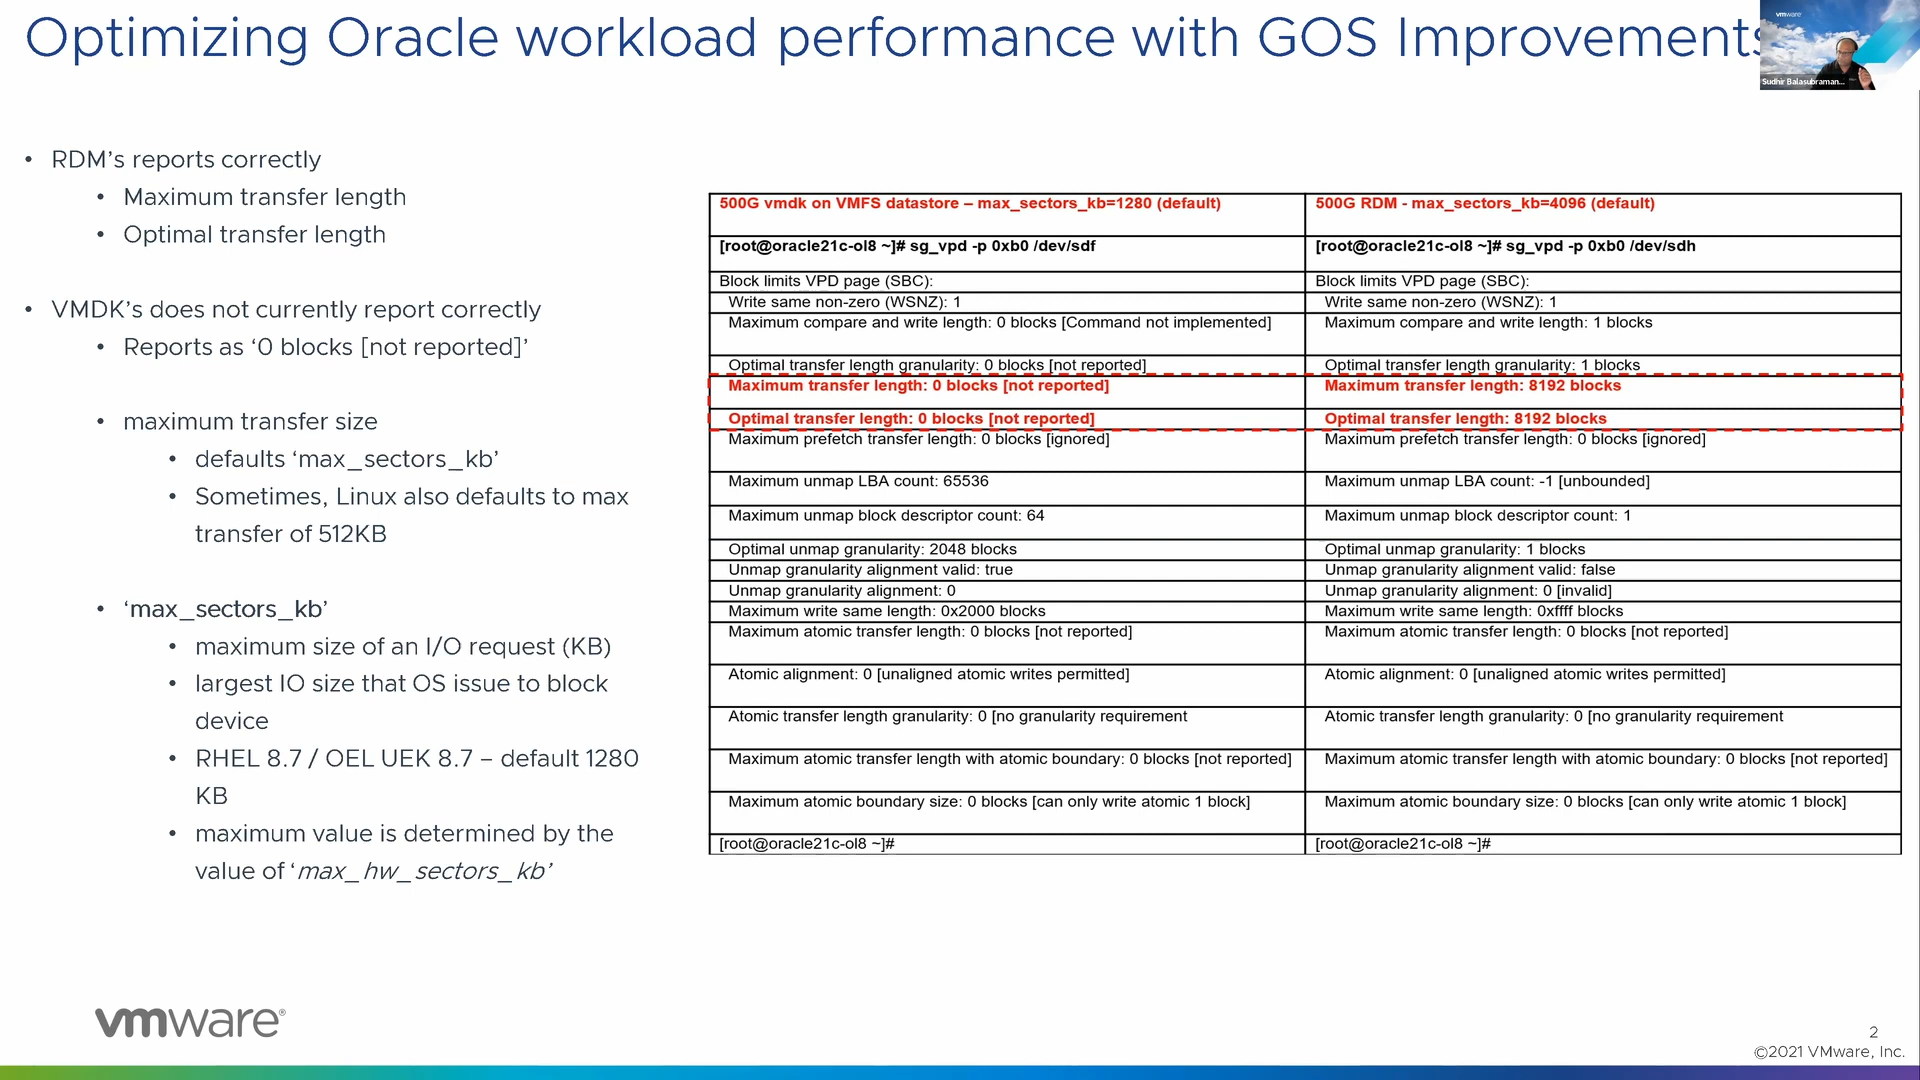 Optimizing Oracle workload performance with GOS Improvements
vmware
Sudhir Balasubraman...
• RDM’s reports correctly
• Maximum transfer length
• Optimal transfer length
• VMDK’s does not currently report correctly
• Reports as ‘0 blocks [not reported]’
• maximum transfer size
• defaults ‘max_sectors_kb’
• Sometimes, Linux also defaults to max
transfer of 512KB
• ‘max_sectors_kb’
• maximum size of an I/O request (KB)
• largest IO size that OS issue to block
device
• RHEL 8.7 / OEL UEK 8.7 – default 1280
KB
• maximum value is determined by the
value of ‘max_hw_sectors_kb’
500G vmdk on VMFS datastore – max_sectors_kb=1280 (default)
500G RDM - max_sectors_kb=4096 (default)
[root@oracle21c-ol8 ~]# sg_vpd -p 0xb0 /dev/sdf
[root@oracle21c-ol8 ~]# sg_vpd -p 0xb0 /dev/sdh
Block limits VPD page (SBC):
Block limits VPD page (SBC):
Write same non-zero (WSNZ): 1
Write same non-zero (WSNZ): 1
Maximum compare and write length: 0 blocks [Command not implemented]
Maximum compare and write length: 1 blocks
Optimal transfer length granularity: 0 blocks [not reported]
Optimal transfer length granularity: 1 blocks
Maximum transfer length: 0 blocks [not reported]
Maximum transfer length: 8192 blocks
Optimal transfer length: 0 blocks [not reported]
Optimal transfer length: 8192 blocks
Maximum prefetch transfer length: 0 blocks [ignored]
Maximum prefetch transfer length: 0 blocks [ignored]
Maximum unmap LBA count: 65536
Maximum unmap LBA count: -1 [unbounded]
Maximum unmap block descriptor count: 64
Maximum unmap block descriptor count: 1
Optimal unmap granularity: 2048 blocks
Optimal unmap granularity: 1 blocks
Unmap granularity alignment valid: true
Unmap granularity alignment valid: false
Unmap granularity alignment: 0
Unmap granularity alignment: 0 [invalid]
Maximum write same length: 0x2000 blocks
Maximum write same length: 0xffff blocks
Maximum atomic transfer length: 0 blocks [not reported]
Maximum atomic transfer length: 0 blocks [not reported]
Atomic alignment: 0 [unaligned atomic writes permitted]
Atomic alignment: 0 [unaligned atomic writes permitted]
Atomic transfer length granularity: 0 [no granularity requirement
Atomic transfer length granularity: 0 [no granularity requirement
Maximum atomic transfer length with atomic boundary: 0 blocks [not reported]
Maximum atomic transfer length with atomic boundary: 0 blocks [not reported]
Maximum atomic boundary size: 0 blocks [can only write atomic 1 block]
Maximum atomic boundary size: 0 blocks [can only write atomic 1 block]
[root@oracle21c-ol8 ~]#
[root@oracle21c-ol8 ~]#
vmware®
2
©2021 VMware, Inc.